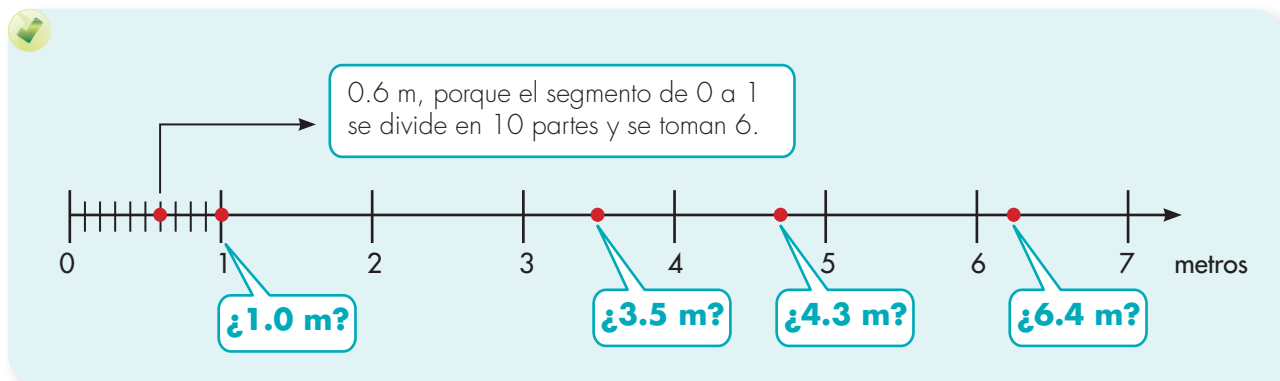 0.6 m, porque el segmento de 0 a 1
se divide en 10 partes y se toman 6.
0 1 2 3 4 5 6 7 metros
¿1.0 m? ¿3.5 m? ¿4.3 m? ¿6.4 m?